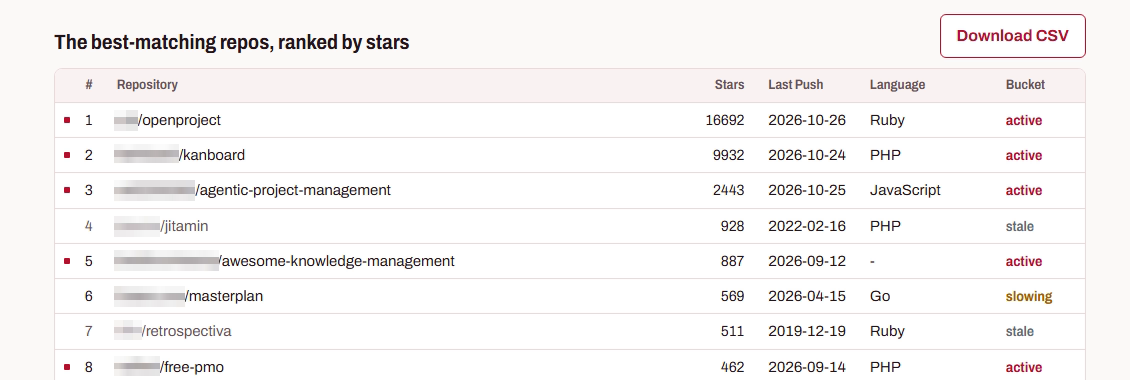 The best-matching repos, ranked by stars
Download CSV
# Repository Stars Last Push Language Bucket
1 /openproject 16692 2026-10-26 Ruby active
2 /kanboard 9932 2026-10-24 PHP active
3 /agentic-project-management 2443 2026-10-25 JavaScript active
4 /jitamin 928 2022-02-16 PHP stale
5 /awesome-knowledge-management 887 2026-09-12 - active
6 /masterplan 569 2026-04-15 Go slowing
7 /retrospectiva 511 2019-12-19 Ruby stale
8 /free-pmo 462 2026-09-14 PHP active